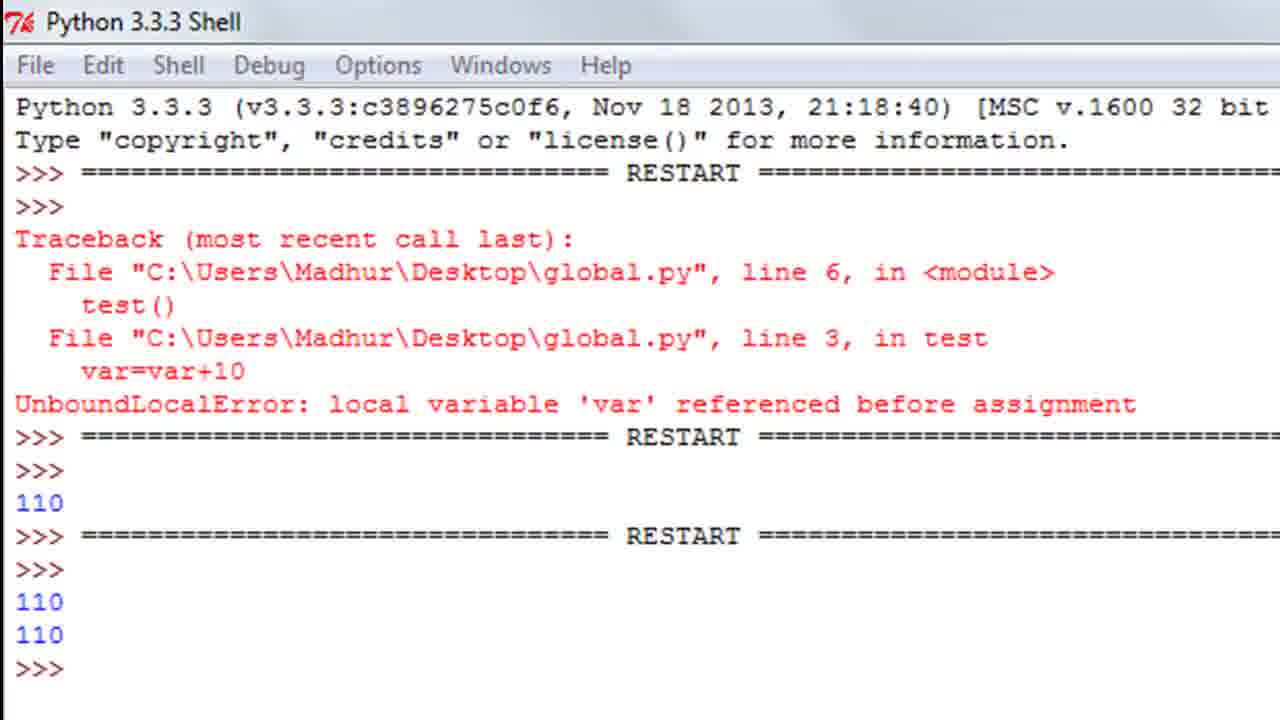 Python 3.3.3 Shell
File Edit Shell Debug Options Windows Help
Python 3.3.3 (v3.3.3:c3896275c0f6, Nov 18 2013, 21:18:40) [MSC v.1600 32 bit
Type "copyright", "credits" or "license()" for more information.
>>> ================================ RESTART ================================
>>>
Traceback (most recent call last):
  File "C:\Users\Madhur\Desktop\global.py", line 6, in <module>
    test()
  File "C:\Users\Madhur\Desktop\global.py", line 3, in test
    var=var+10
UnboundLocalError: local variable 'var' referenced before assignment
>>> ================================ RESTART ================================
>>>
110
>>> ================================ RESTART ================================
>>>
110
110
>>>